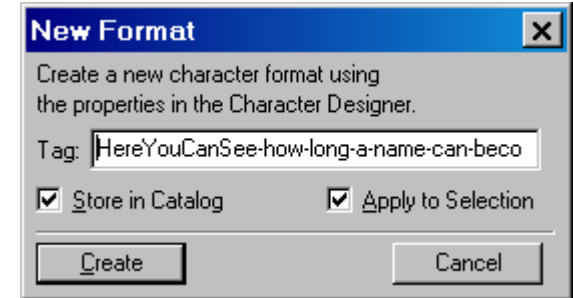 New Format
Create a new character format using
the properties in the Character Designer.
Tag: HereYouCanSee-how-long-a-name-can-beco
Store in Catalog Apply to Selection
Create Cancel